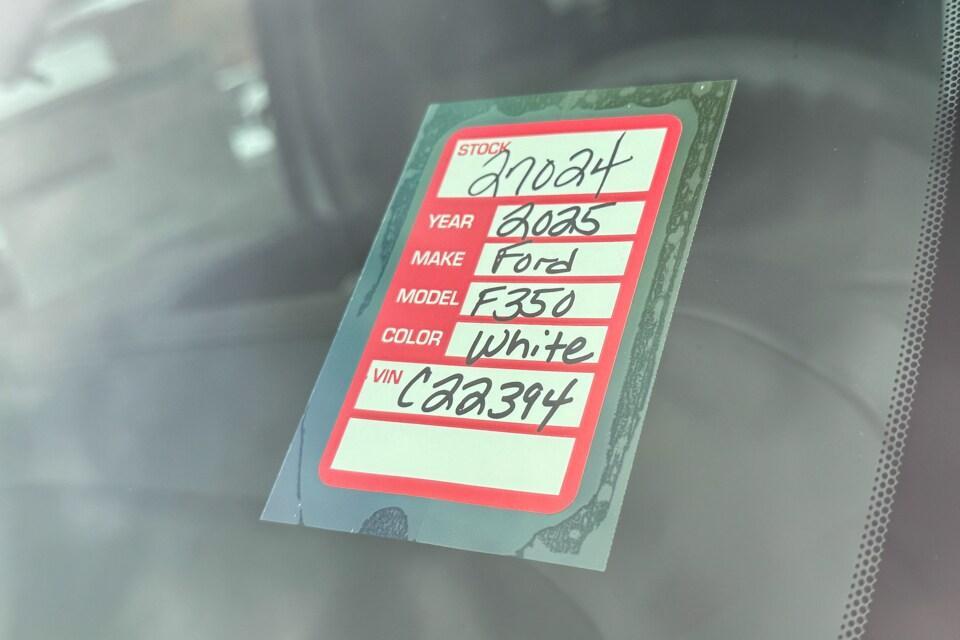 STOCK 27024
YEAR 2025
MAKE Ford
MODEL F350
COLOR White
VIN C22394